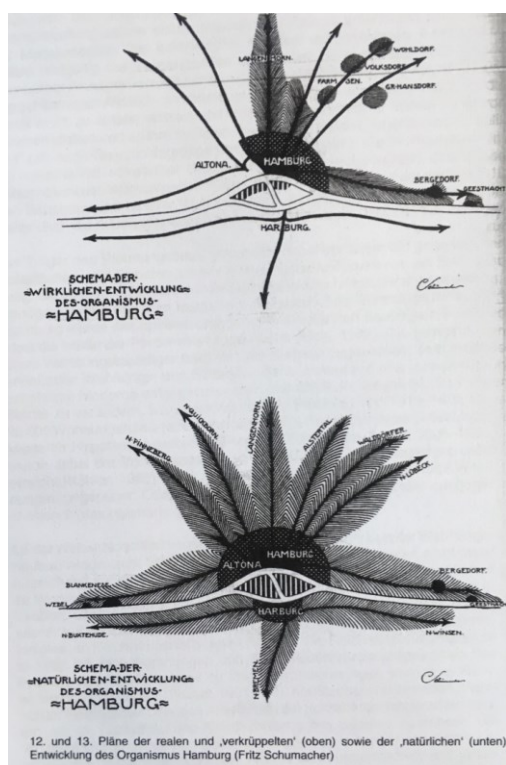 WOHLDORF.
LANGENHORN.
VOLKSDORF.
FARMSEN.
GR-HANSDORF.
ALTONA.
HAMBURG
BERGEDORF.
GEESTHACHT
HARBURG.
SCHEMA·DER·
≈WIRKLICHEN·ENTWICKLUNG≈
DES·ORGANISMUS·
≈HAMBURG≈
N·QUICKBORN.
LANGENHORN.
ALSTERTAL.
N·PINNEBERG.
WALDDÖRFER.
N·LÜBECK.
HAMBURG
ALTONA
BERGEDORF.
BLANKENESE.
WEDEL
HARBURG
N·BUXTEHUDE.
N·WINSEN.
N·BREMEN.
SCHEMA·DER·
≈NATÜRLICHEN·ENTWICKLUNG≈
DES·ORGANISMUS·
≈HAMBURG≈
12. und 13. Pläne der realen und ‚verkrüppelten‘ (oben) sowie der ‚natürlichen‘ (unten)
Entwicklung des Organismus Hamburg (Fritz Schumacher)